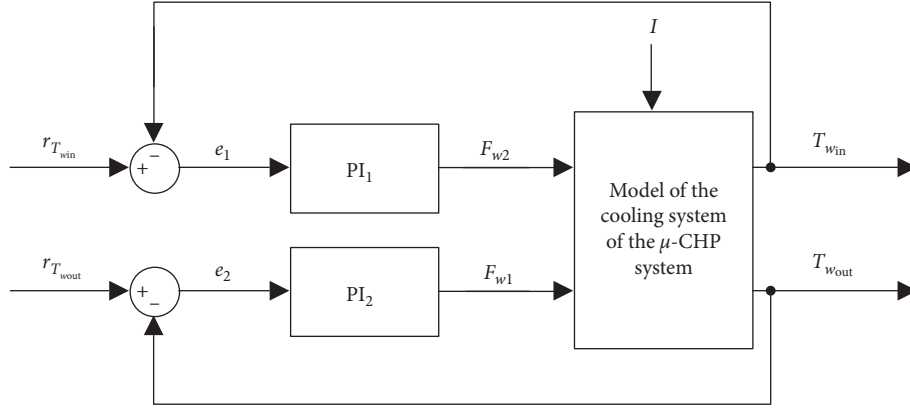 I
r_{T_{win}}
+
−
e_1
PI_1
F_{w2}
T_{w_{in}}
Model of the
cooling system
of the μ-CHP
system
r_{T_{wout}}
+
−
e_2
PI_2
F_{w1}
T_{w_{out}}